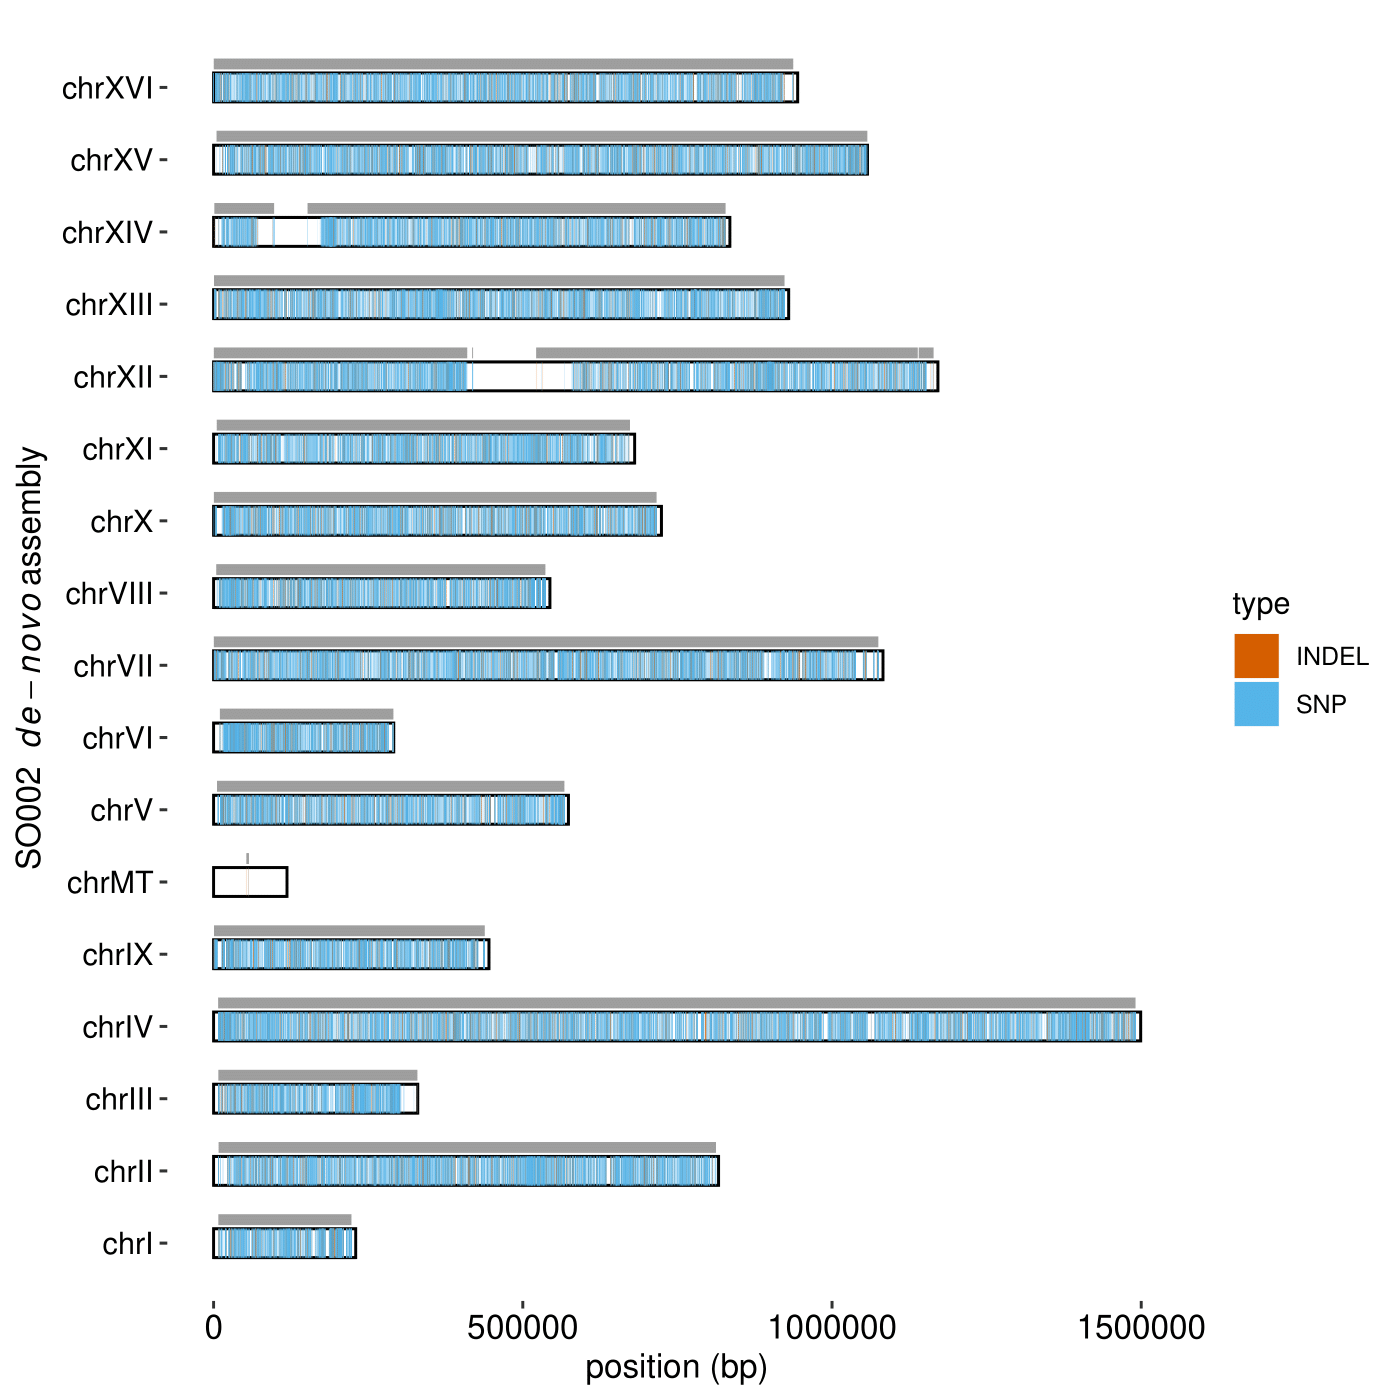 SO002 de – novo assembly
chrXVI
chrXV
chrXIV
chrXIII
chrXII
chrXI
chrX
chrVIII
chrVII
chrVI
chrV
chrMT
chrIX
chrIV
chrIII
chrII
chrI
0 500000 1000000 1500000
position (bp)
type
INDEL
SNP